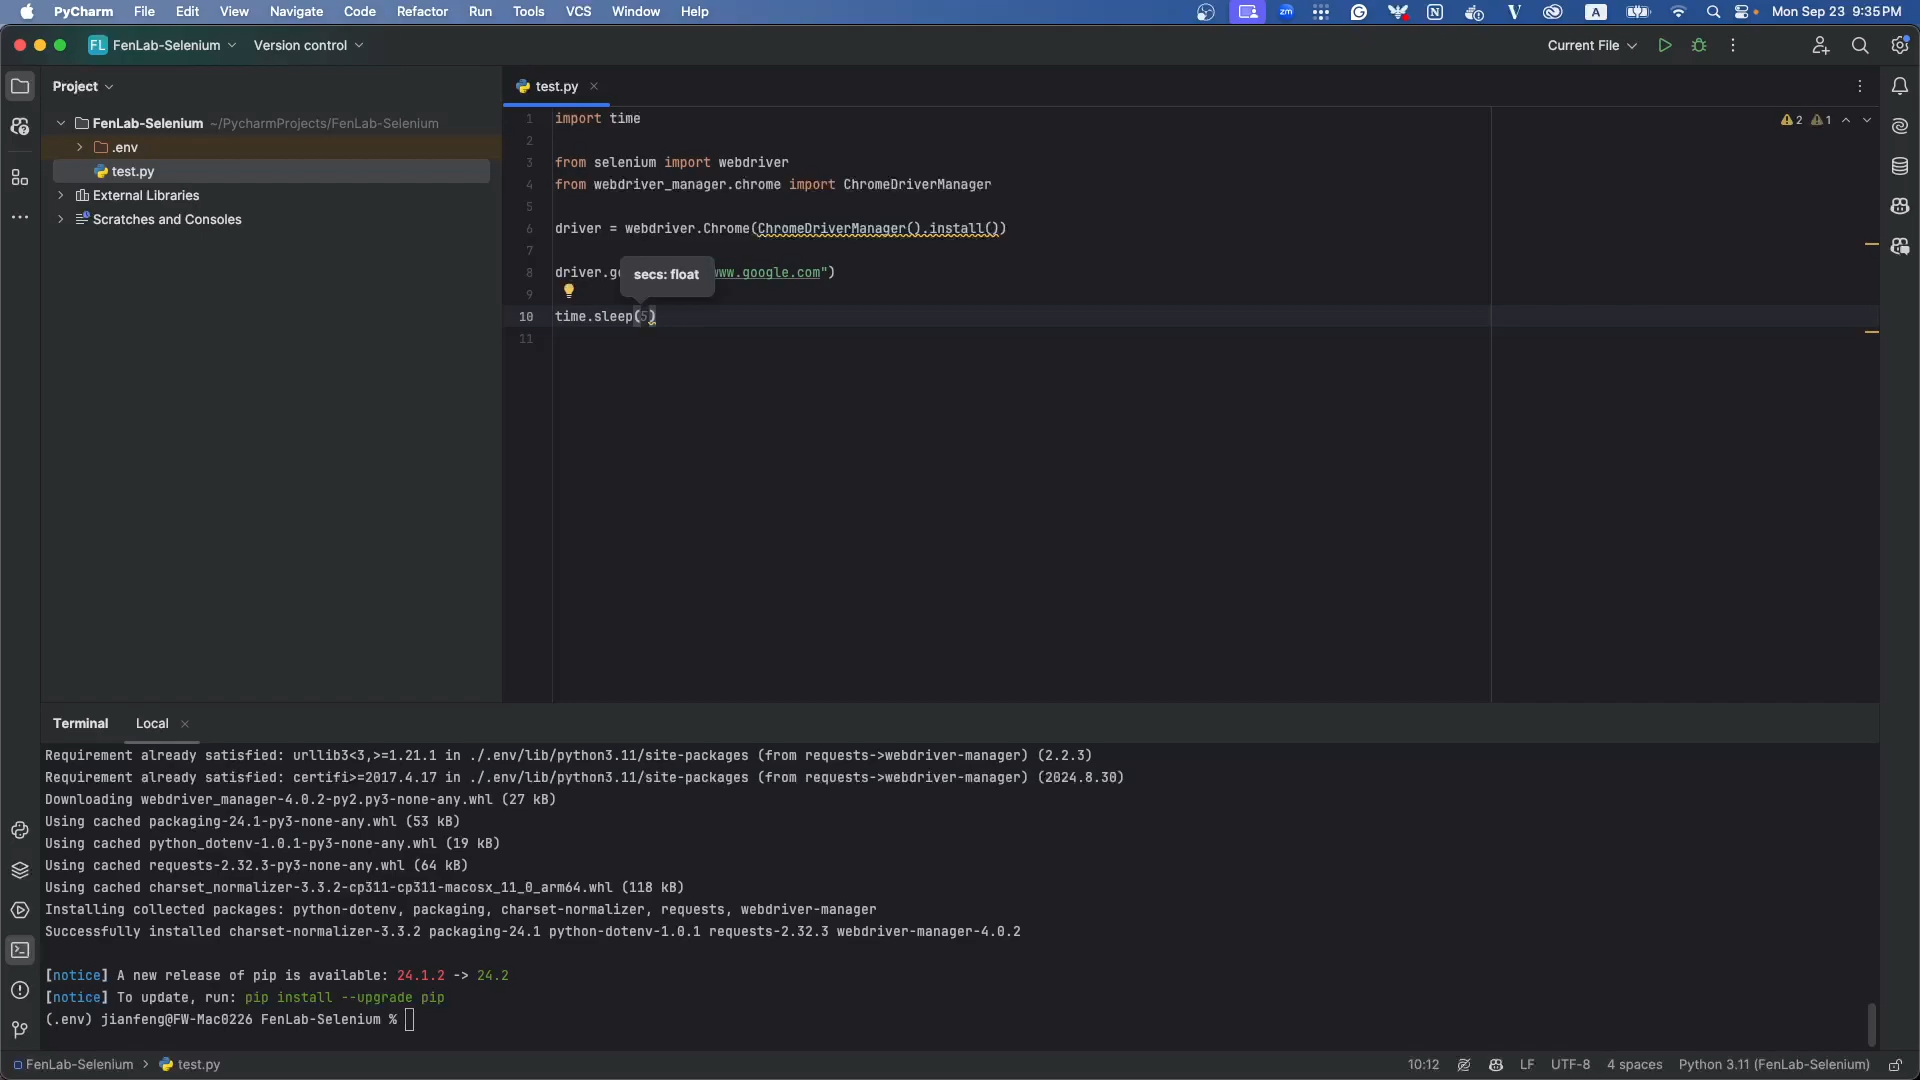 PyCharm File Edit View Navigate Code Refactor Run Tools VCS Window Help
zm
A
Mon Sep 23 9:35 PM
FL FenLab-Selenium Version control
Current File
Project
test.py
FenLab-Selenium ~/PycharmProjects/FenLab-Selenium
.env
test.py
External Libraries
Scratches and Consoles
2 1
1 import time
2
3 from selenium import webdriver
4 from webdriver_manager.chrome import ChromeDriverManager
5
6 driver = webdriver.Chrome(ChromeDriverManager().install())
7
secs: float
8 driver.g www.google.com")
9
10 time.sleep(5)
11
Terminal Local
Requirement already satisfied: urllib3<3,>=1.21.1 in ./.env/lib/python3.11/site-packages (from requests->webdriver-manager) (2.2.3)
Requirement already satisfied: certifi>=2017.4.17 in ./.env/lib/python3.11/site-packages (from requests->webdriver-manager) (2024.8.30)
Downloading webdriver_manager-4.0.2-py2.py3-none-any.whl (27 kB)
Using cached packaging-24.1-py3-none-any.whl (53 kB)
Using cached python_dotenv-1.0.1-py3-none-any.whl (19 kB)
Using cached requests-2.32.3-py3-none-any.whl (64 kB)
Using cached charset_normalizer-3.3.2-cp311-cp311-macosx_11_0_arm64.whl (118 kB)
Installing collected packages: python-dotenv, packaging, charset-normalizer, requests, webdriver-manager
Successfully installed charset-normalizer-3.3.2 packaging-24.1 python-dotenv-1.0.1 requests-2.32.3 webdriver-manager-4.0.2
[notice] A new release of pip is available: 24.1.2 -> 24.2
[notice] To update, run: pip install --upgrade pip
(.env) jianfeng@FW-Mac0226 FenLab-Selenium %
FenLab-Selenium > test.py
10:12 LF UTF-8 4 spaces Python 3.11 (FenLab-Selenium)